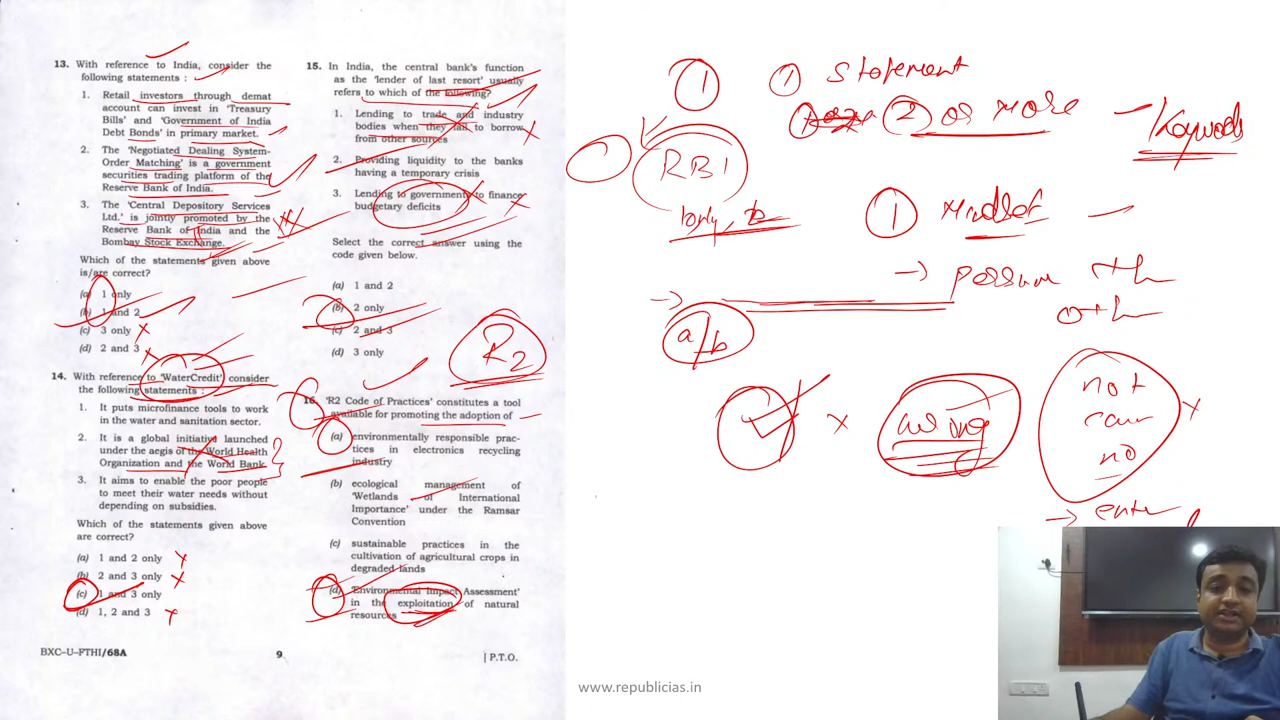 13. With reference to India, consider the
following statements :
1. Retail investors through demat
account can invest in 'Treasury
Bills' and 'Government of India
Debt Bonds' in primary market.
2. The 'Negotiated Dealing System-
Order Matching' is a government
securities trading platform of the
Reserve Bank of India.
3. The 'Central Depository Services
Ltd.' is jointly promoted by the
Reserve Bank of India and the
Bombay Stock Exchange.
Which of the statements given above
is/are correct?
(a) 1 only
(b) 1 and 2
(c) 3 only
(d) 2 and 3
14. With reference to 'WaterCredit', consider
the following statements :
1. It puts microfinance tools to work
in the water and sanitation sector.
2. It is a global initiative launched
under the aegis of the World Health
Organization and the World Bank.
3. It aims to enable the poor people
to meet their water needs without
depending on subsidies.
Which of the statements given above
are correct?
(a) 1 and 2 only
(b) 2 and 3 only
(c) 1 and 3 only
(d) 1, 2 and 3
BXC-U-FTHI/68A
9
15. In India, the central bank's function
as the 'lender of last resort' usually
refers to which of the following?
1. Lending to trade and industry
bodies when they fail to borrow
from other sources
2. Providing liquidity to the banks
having a temporary crisis
3. Lending to governments to finance
budgetary deficits
Select the correct answer using the
code given below.
(a) 1 and 2
(b) 2 only
(c) 2 and 3
(d) 3 only
R2
16. 'R2 Code of Practices' constitutes a tool
available for promoting the adoption of
(a) environmentally responsible prac-
tices in electronics recycling
industry
(b) ecological management of
'Wetlands of International
Importance' under the Ramsar
Convention
(c) sustainable practices in the
cultivation of agricultural crops in
degraded lands
(d) 'Environmental Impact Assessment'
in the exploitation of natural
resources
| P.T.O.
1
1 Statement
2 or more
Keywords
RBI
1
a/b
not
no
www.republicias.in